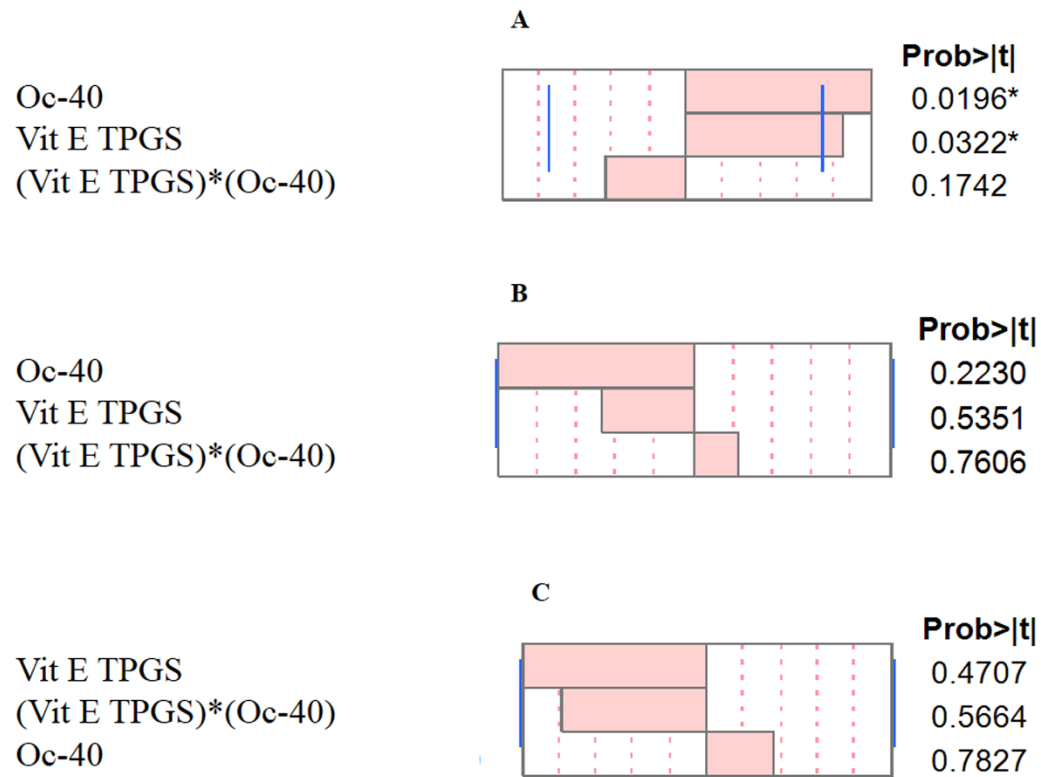 A
Prob>|t|
Oc-40 0.0196*
Vit E TPGS 0.0322*
(Vit E TPGS)*(Oc-40) 0.1742
B
Prob>|t|
Oc-40 0.2230
Vit E TPGS 0.5351
(Vit E TPGS)*(Oc-40) 0.7606
C
Prob>|t|
Vit E TPGS 0.4707
(Vit E TPGS)*(Oc-40) 0.5664
Oc-40 0.7827